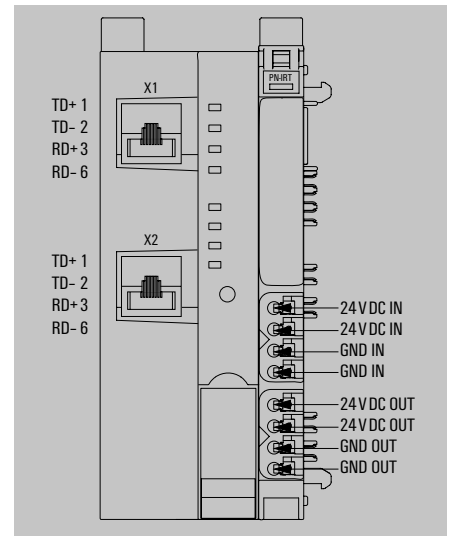 PN-IRT
X1
TD+ 1
TD– 2
RD+ 3
RD– 6
X2
TD+ 1
TD– 2
RD+ 3
RD– 6
24 V DC IN
24 V DC IN
GND IN
GND IN
24 V DC OUT
24 V DC OUT
GND OUT
GND OUT